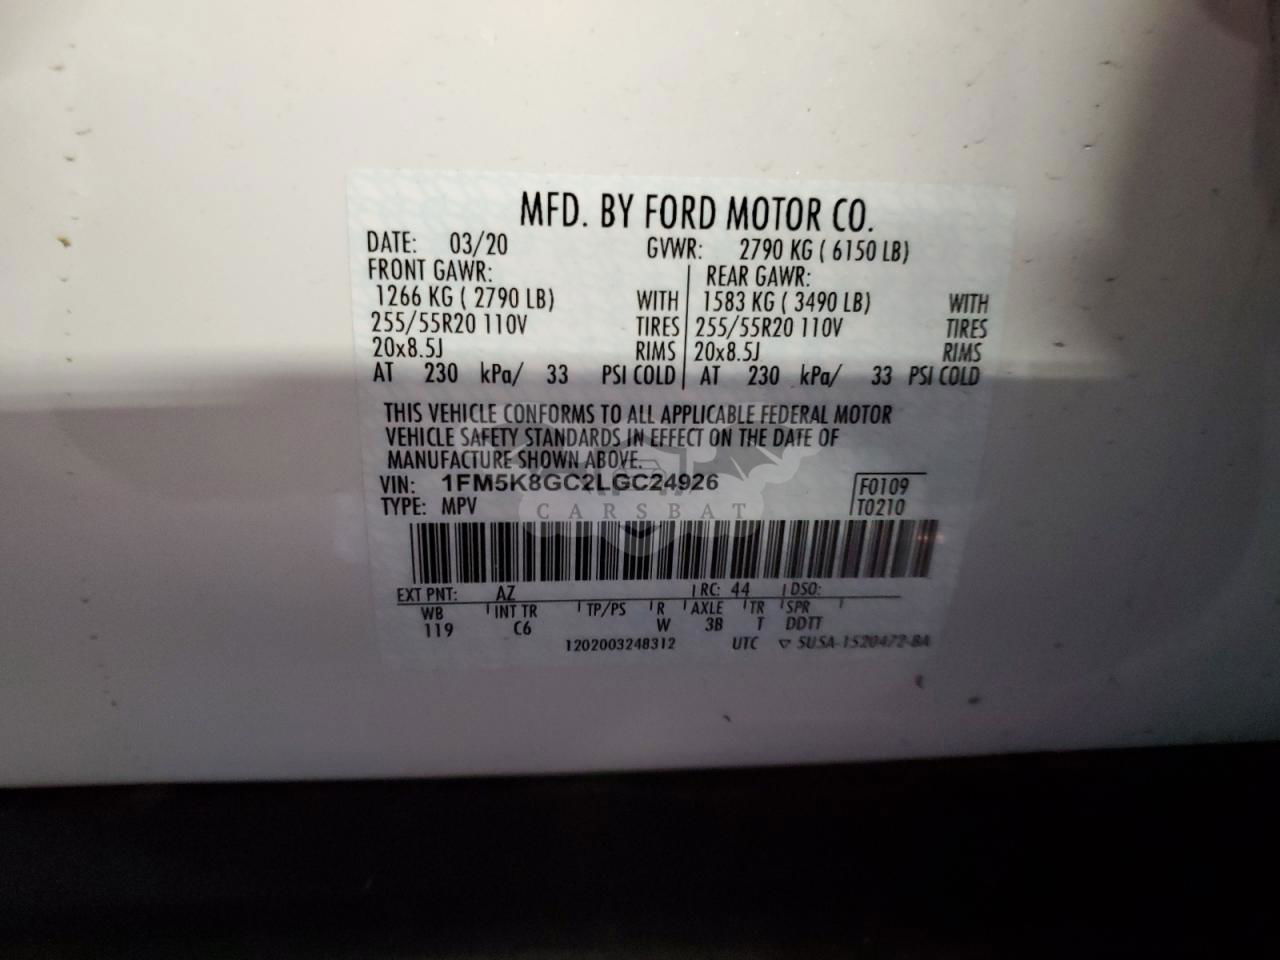 MFD. BY FORD MOTOR CO.
DATE: 03/20 GVWR: 2790 KG ( 6150 LB)
FRONT GAWR: REAR GAWR:
1266 KG ( 2790 LB) WITH 1583 KG ( 3490 LB) WITH
255/55R20 110V TIRES 255/55R20 110V TIRES
20x8.5J RIMS 20x8.5J RIMS
AT 230 kPa/ 33 PSI COLD AT 230 kPa/ 33 PSI COLD
THIS VEHICLE CONFORMS TO ALL APPLICABLE FEDERAL MOTOR
VEHICLE SAFETY STANDARDS IN EFFECT ON THE DATE OF
MANUFACTURE SHOWN ABOVE.
VIN: 1FM5K8GC2LGC24926 F0109
TYPE: MPV T0210
CARSBAT
EXT PNT: AZ RC: 44 DSO:
WB INT TR TP/PS R AXLE TR SPR
119 C6 W 3B T DDTT
1202003248312 UTC ▽ SUSA-1520472-BA